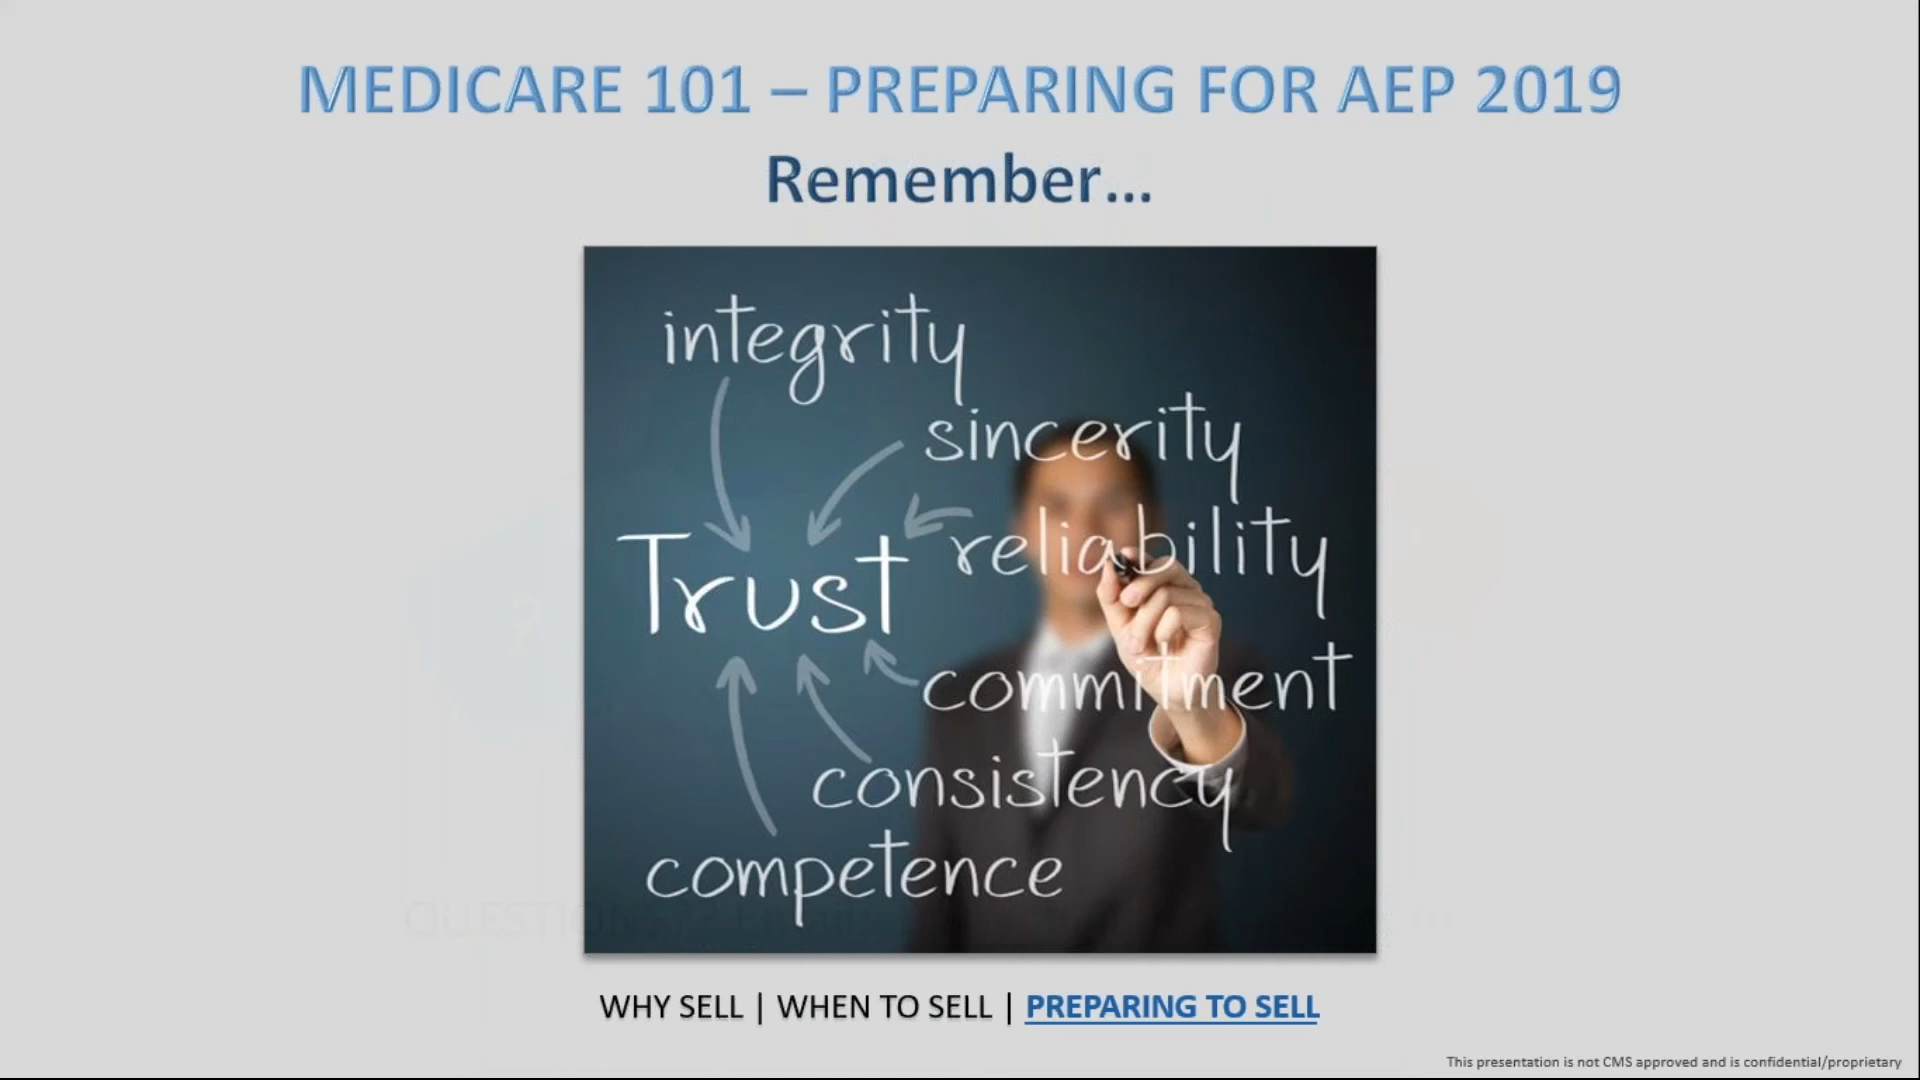 MEDICARE 101 – PREPARING FOR AEP 2019
Remember...
integrity
sincerity
reliability
Trust
commitment
consistency
competence
WHY SELL | WHEN TO SELL | PREPARING TO SELL
This presentation is not CMS approved and is confidential/proprietary